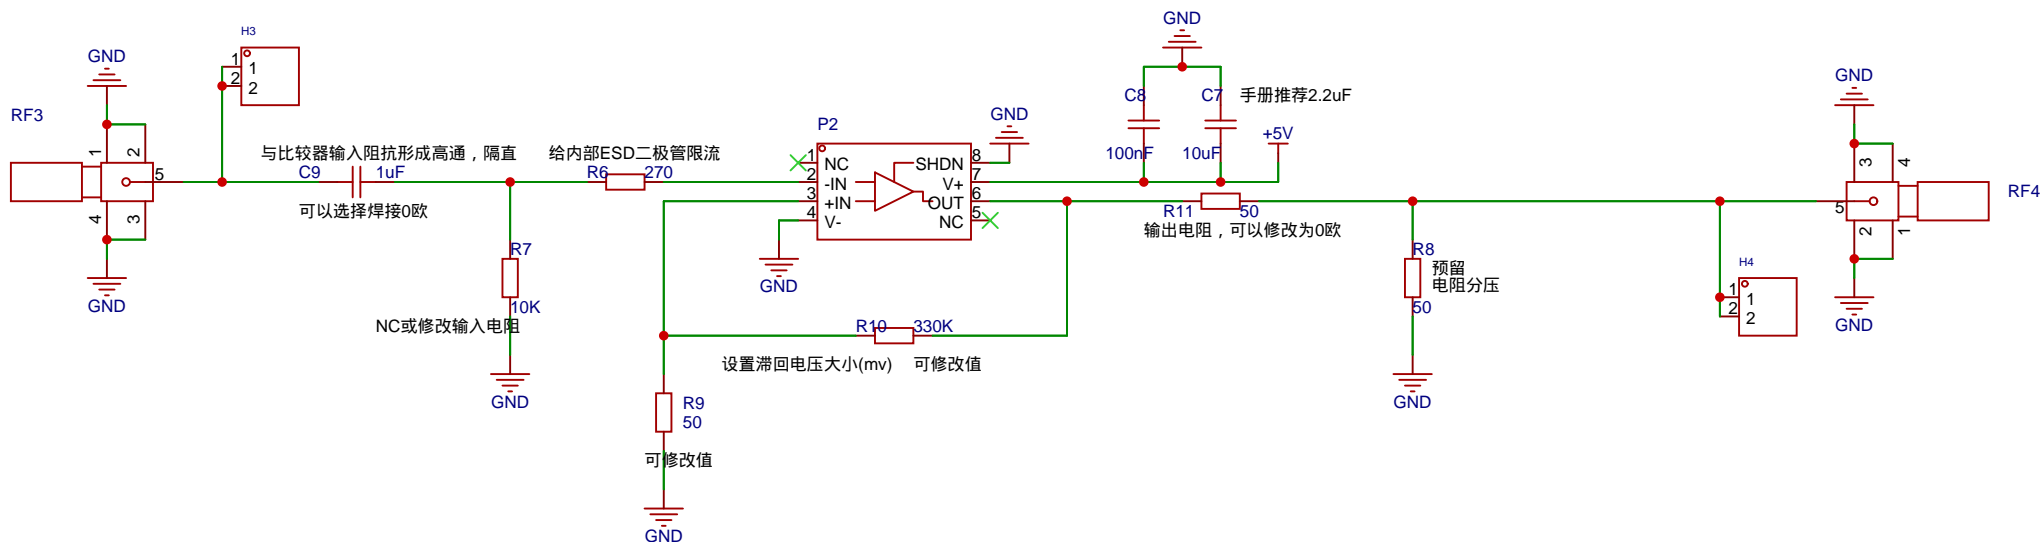 GND
H3
1
1
2
2
RF3
GND
1
2
5
4
3
GND
与比较器输入阻抗形成高通，隔直
C9
1uF
可以选择焊接0欧
给内部ESD二极管限流
R6
270
R7
10K
NC或修改输入电阻
GND
P2
1
NC
2
-IN
3
+IN
4
V-
SHDN
8
V+
7
OUT
6
NC
5
GND
GND
GND
C8
100nF
C7
10uF
手册推荐2.2uF
+5V
R11
50
输出电阻，可以修改为0欧
R10
330K
设置滞回电压大小(mv)
可修改值
R9
50
可修改值
GND
R8
预留
电阻分压
50
GND
H4
1
1
2
2
GND
3
4
5
RF4
2
1
GND